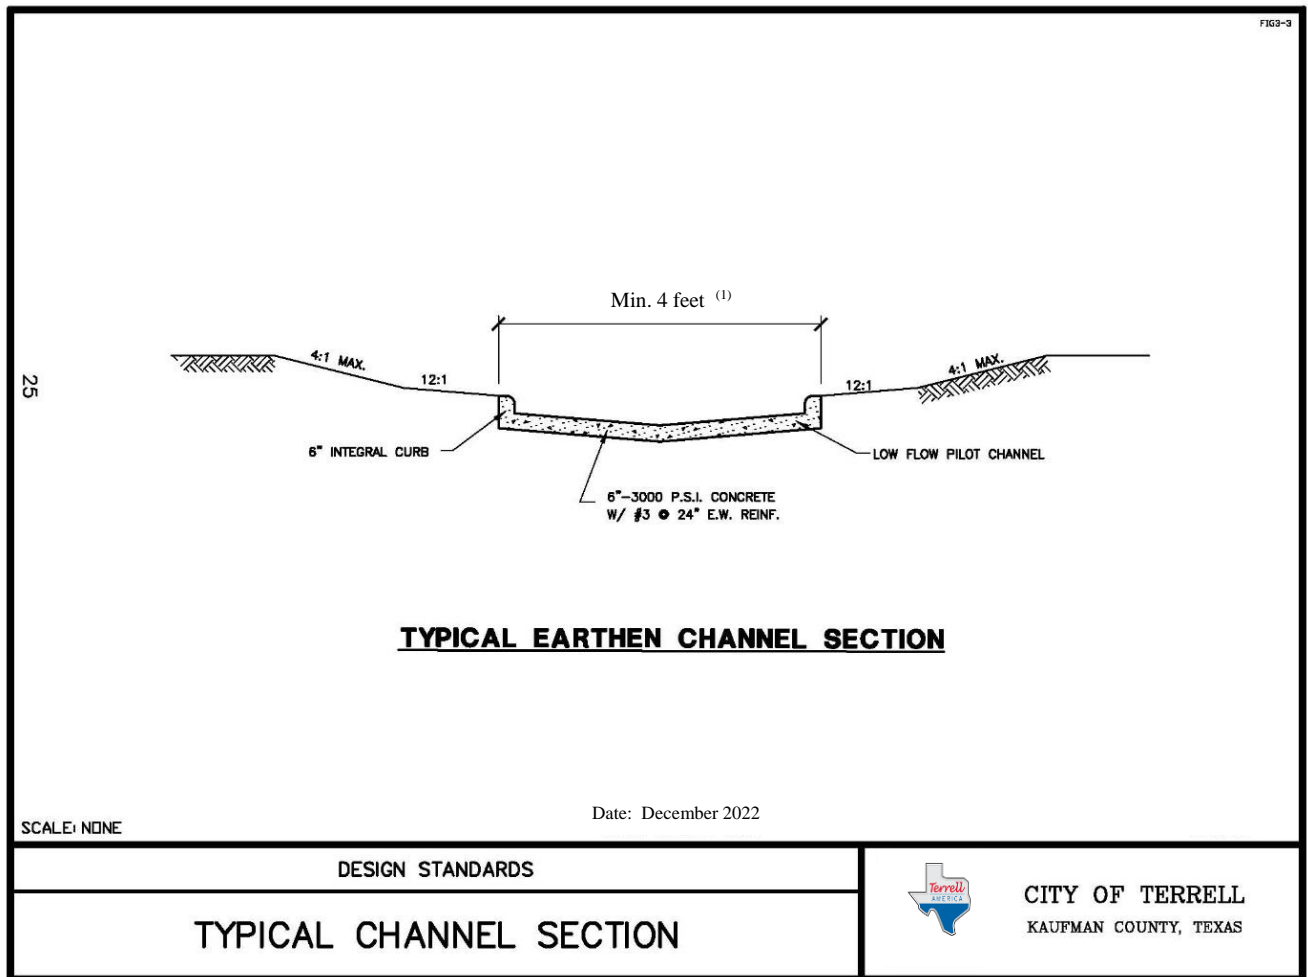 FIG3-3
Min. 4 feet (1)
4:1 MAX.
12:1
12:1
4:1 MAX.
25
6" INTEGRAL CURB
LOW FLOW PILOT CHANNEL
6"-3000 P.S.I. CONCRETE
W/ #3 @ 24" E.W. REINF.
TYPICAL EARTHEN CHANNEL SECTION
Date: December 2022
SCALE: NONE
DESIGN STANDARDS
TYPICAL CHANNEL SECTION
Terrell
AMERICA
CITY OF TERRELL
KAUFMAN COUNTY, TEXAS